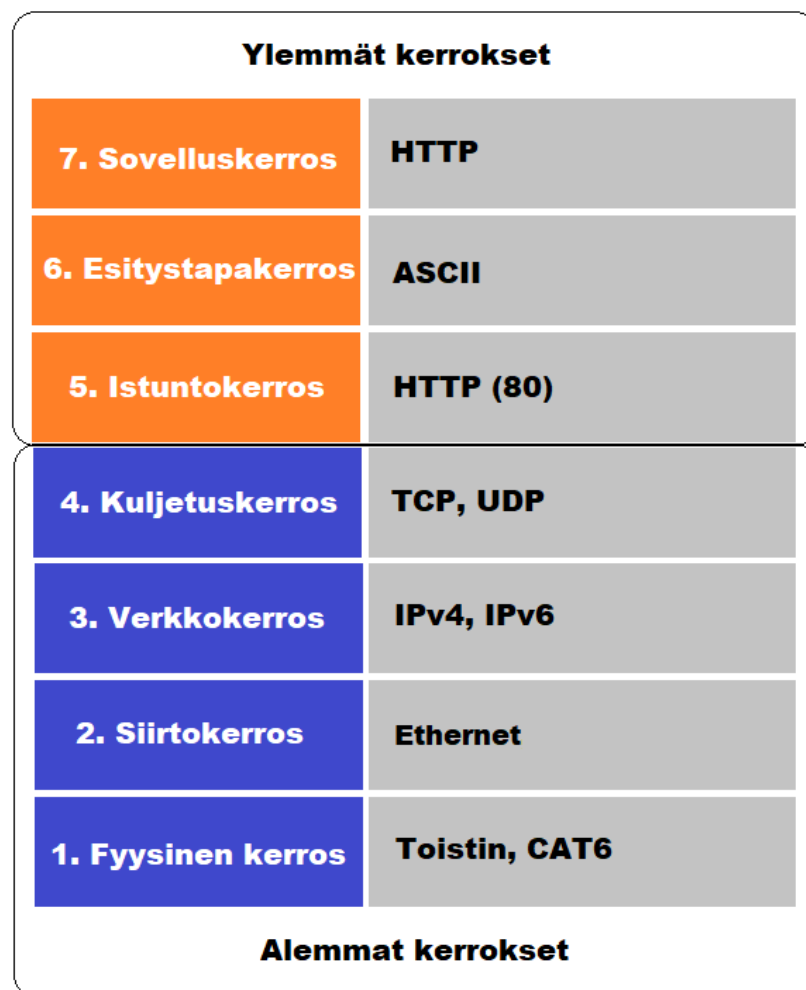 Ylemmät kerrokset
7. Sovelluskerros
HTTP
6. Esitystapakerros
ASCII
5. Istuntokerros
HTTP (80)
4. Kuljetuskerros
TCP, UDP
3. Verkkokerros
IPv4, IPv6
2. Siirtokerros
Ethernet
1. Fyysinen kerros
Toistin, CAT6
Alemmat kerrokset